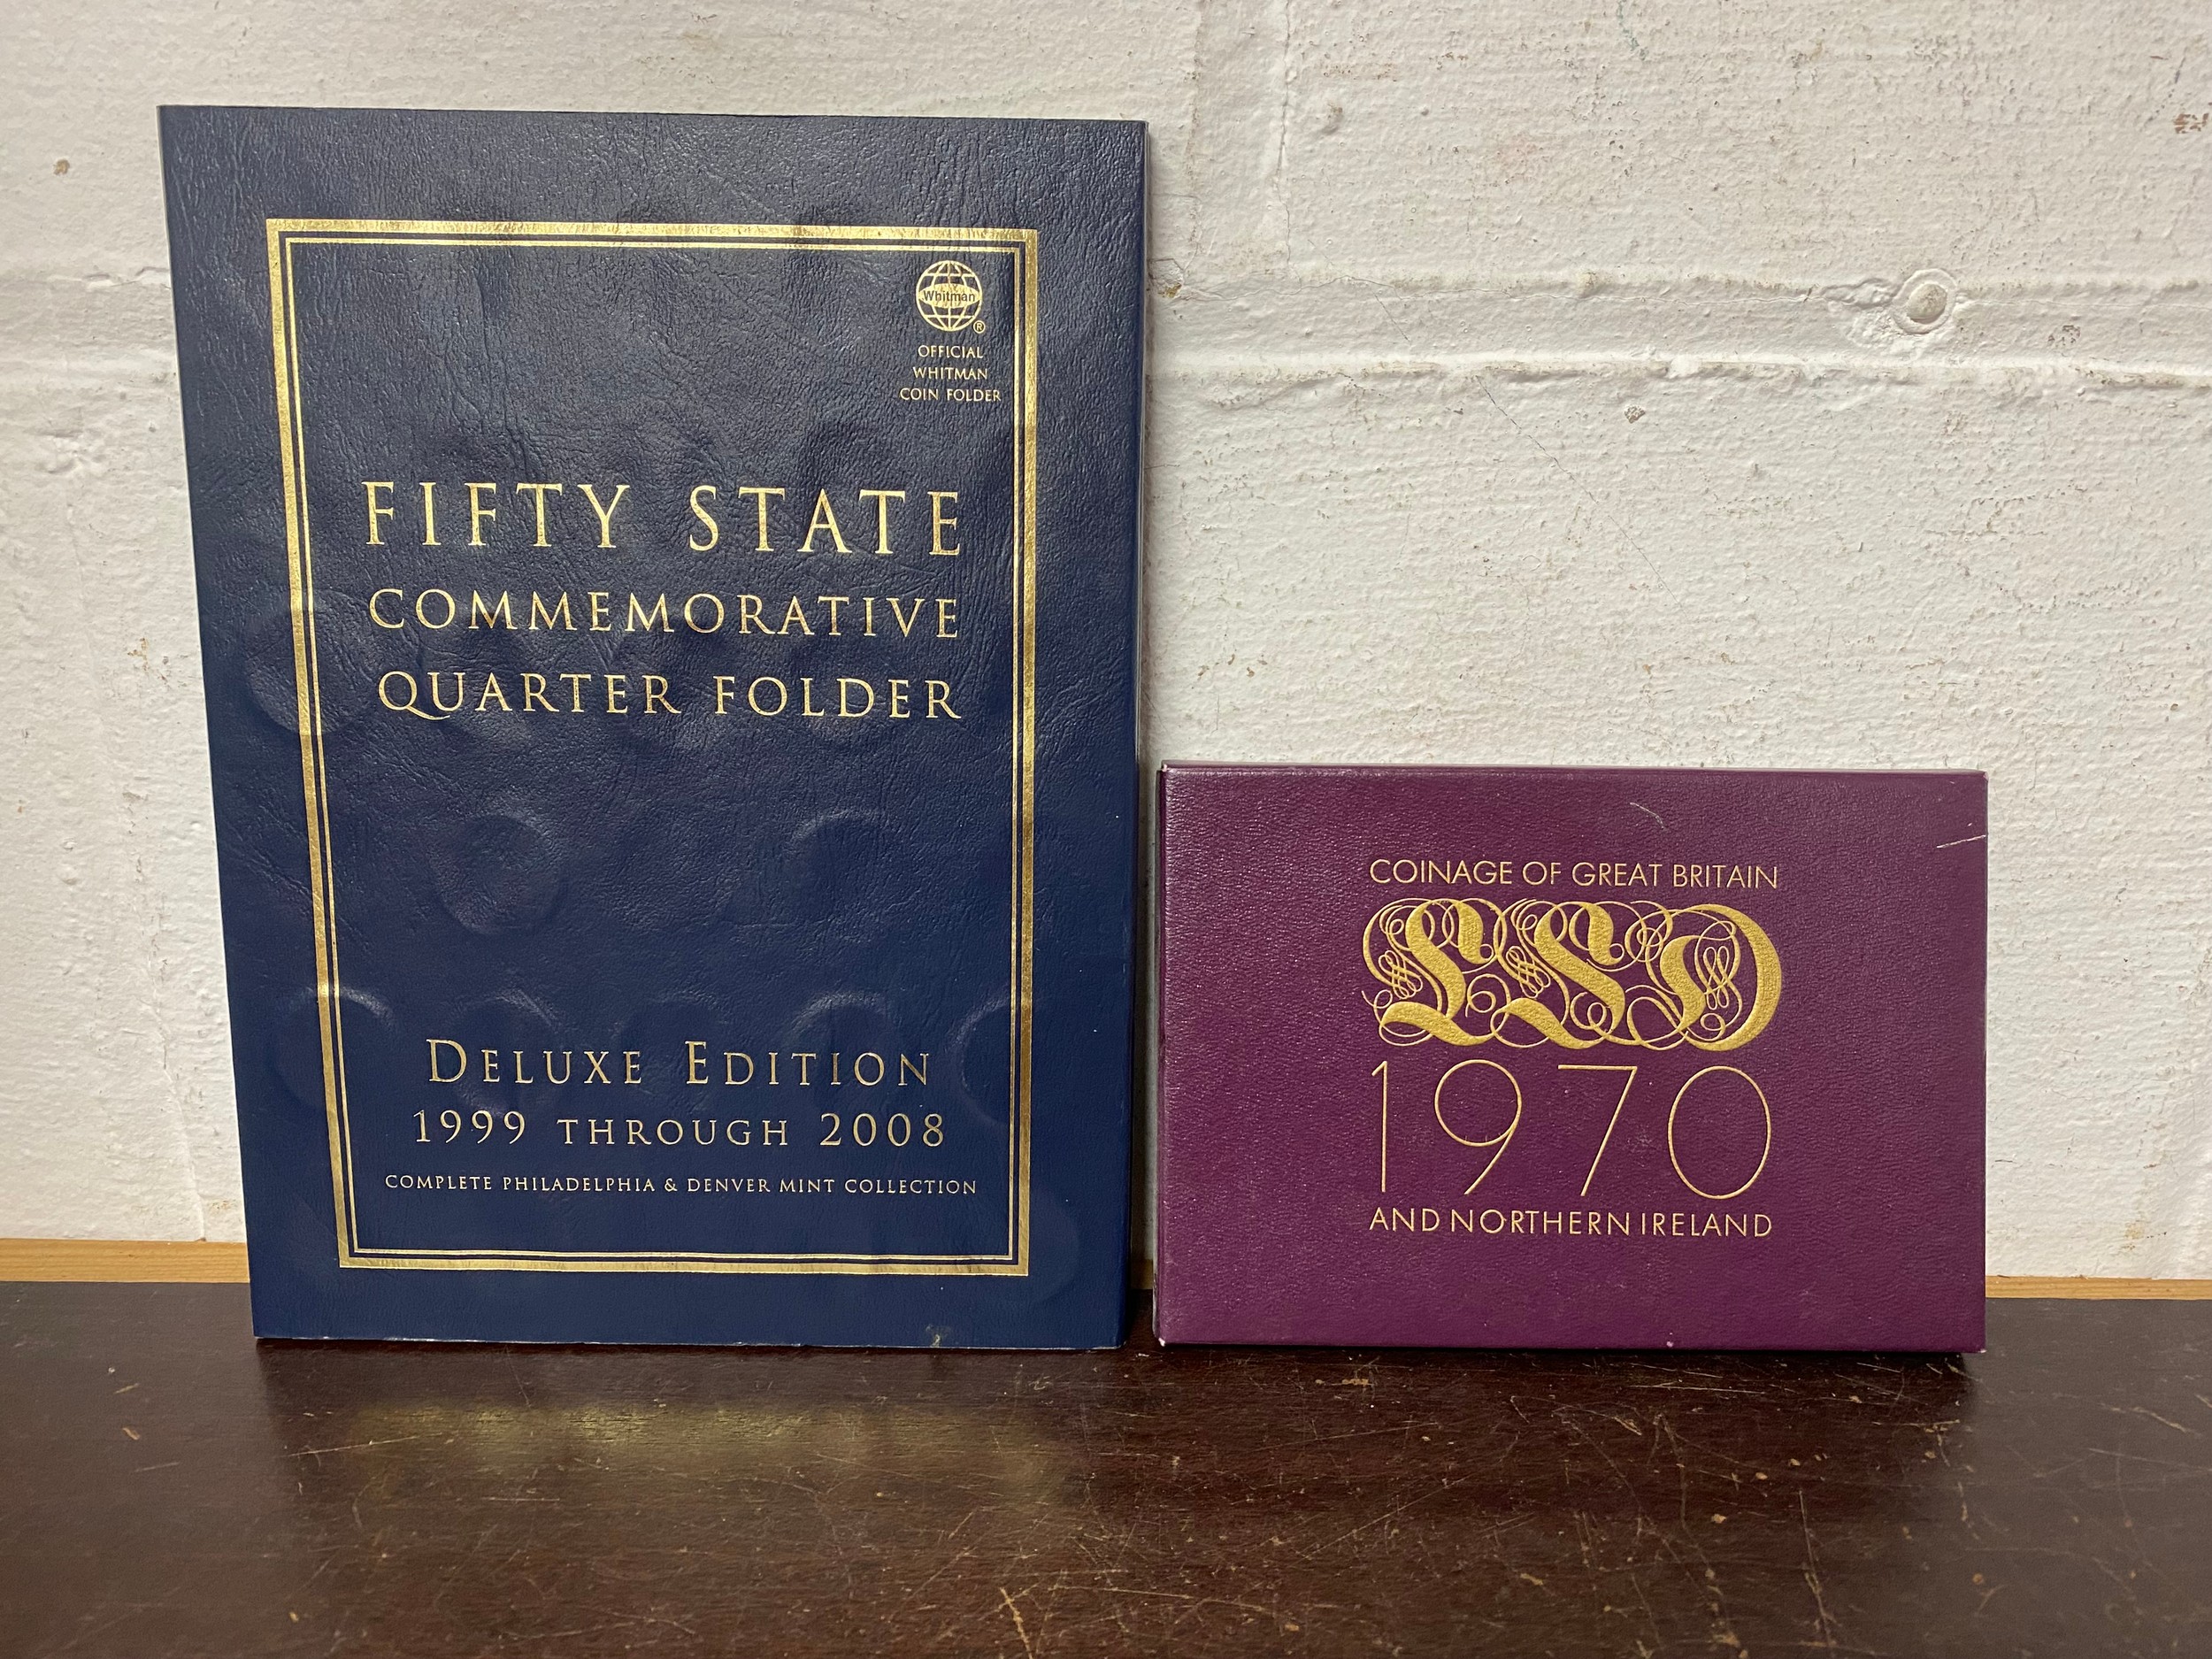 Whitman®
OFFICIAL
WHITMAN
COIN FOLDER
FIFTY STATE
COMMEMORATIVE
QUARTER FOLDER
DELUXE EDITION
1999 THROUGH 2008
COMPLETE PHILADELPHIA & DENVER MINT COLLECTION
COINAGE OF GREAT BRITAIN
LSD
1970
AND NORTHERN IRELAND